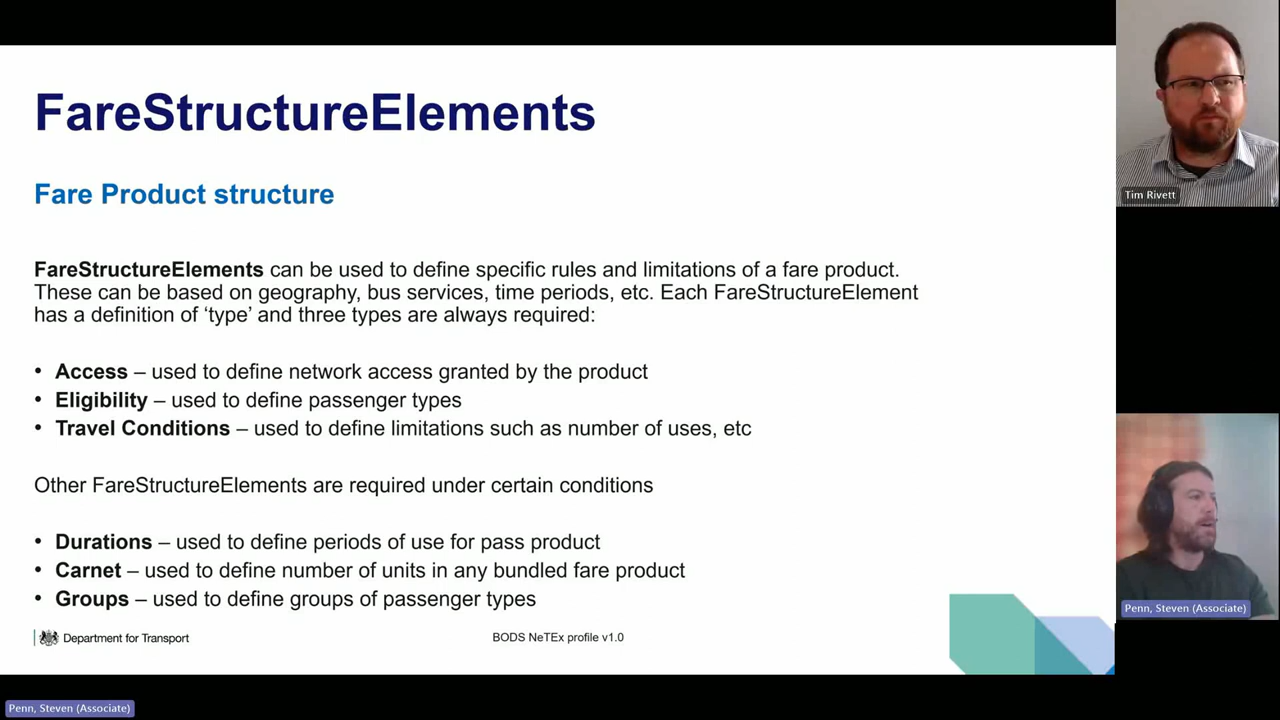 FareStructureElements
Fare Product structure
FareStructureElements can be used to define specific rules and limitations of a fare product.
These can be based on geography, bus services, time periods, etc. Each FareStructureElement
has a definition of ‘type’ and three types are always required:
• Access – used to define network access granted by the product
• Eligibility – used to define passenger types
• Travel Conditions – used to define limitations such as number of uses, etc
Other FareStructureElements are required under certain conditions
• Durations – used to define periods of use for pass product
• Carnet – used to define number of units in any bundled fare product
• Groups – used to define groups of passenger types
Department for Transport
BODS NeTEx profile v1.0
Tim Rivett
Penn, Steven (Associate)
Penn, Steven (Associate)